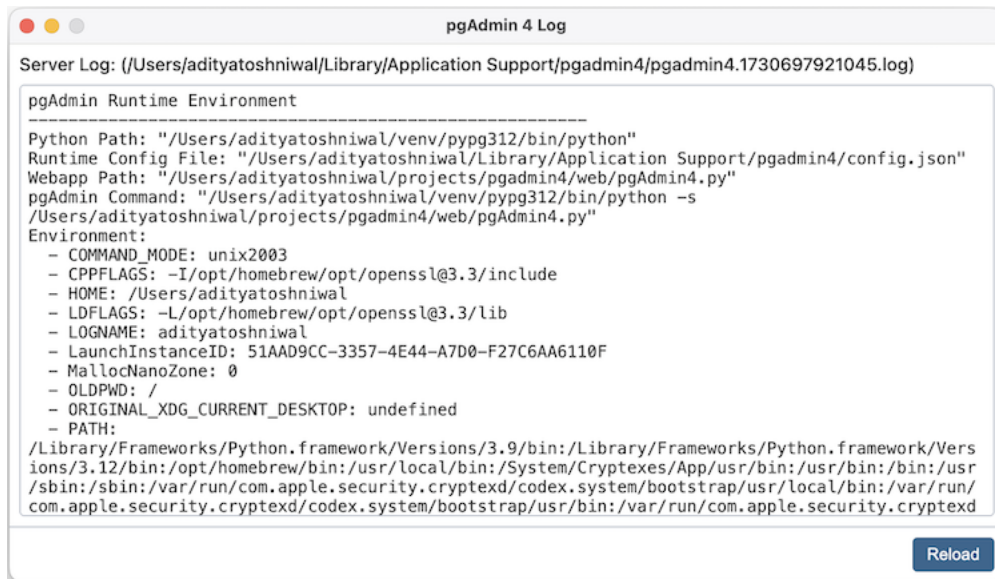 pgAdmin 4 Log
Server Log: (/Users/adityatoshniwal/Library/Application Support/pgadmin4/pgadmin4.1730697921045.log)
pgAdmin Runtime Environment
--------------------------------------------------------
Python Path: "/Users/adityatoshniwal/venv/pypg312/bin/python"
Runtime Config File: "/Users/adityatoshniwal/Library/Application Support/pgadmin4/config.json"
Webapp Path: "/Users/adityatoshniwal/projects/pgadmin4/web/pgAdmin4.py"
pgAdmin Command: "/Users/adityatoshniwal/venv/pypg312/bin/python -s
/Users/adityatoshniwal/projects/pgadmin4/web/pgAdmin4.py"
Environment:
- COMMAND_MODE: unix2003
- CPPFLAGS: -I/opt/homebrew/opt/openssl@3.3/include
- HOME: /Users/adityatoshniwal
- LDFLAGS: -L/opt/homebrew/opt/openssl@3.3/lib
- LOGNAME: adityatoshniwal
- LaunchInstanceID: 51AAD9CC-3357-4E44-A7D0-F27C6AA6110F
- MallocNanoZone: 0
- OLDPWD: /
- ORIGINAL_XDG_CURRENT_DESKTOP: undefined
- PATH:
/Library/Frameworks/Python.framework/Versions/3.9/bin:/Library/Frameworks/Python.framework/Vers
ions/3.12/bin:/opt/homebrew/bin:/usr/local/bin:/System/Cryptexes/App/usr/bin:/usr/bin:/bin:/usr
/sbin:/sbin:/var/run/com.apple.security.cryptexd/codex.system/bootstrap/usr/local/bin:/var/run/
com.apple.security.cryptexd/codex.system/bootstrap/usr/bin:/var/run/com.apple.security.cryptexd
Reload